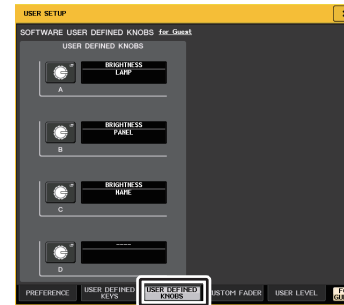 USER SETUP
SOFTWARE USER DEFINED KNOBS for Guest
USER DEFINED KNOBS
BRIGHTNESS
LAMP
A
BRIGHTNESS
PANEL
B
BRIGHTNESS
NAME
C
----
D
PREFERENCE
USER DEFINED
KEYS
USER DEFINED
KNOBS
USTOM FADER
USER LEVEL